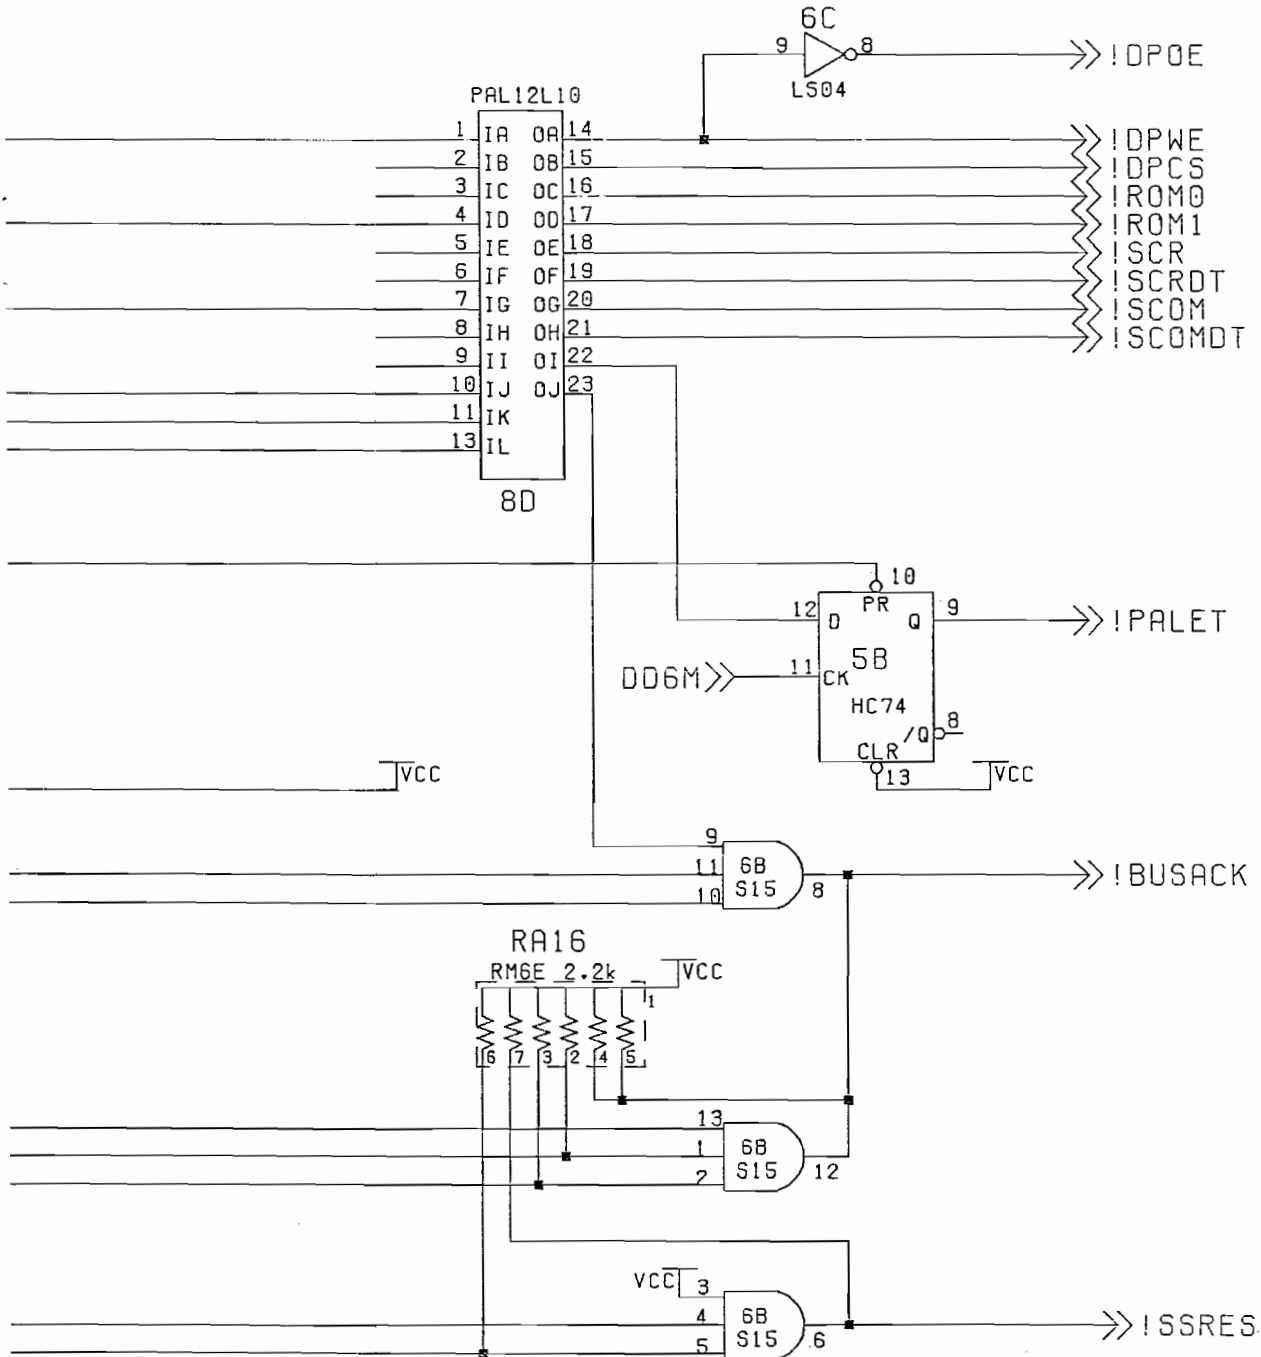 6C
9 8 !DPOE
LS04
PAL12L10
1 IA OA 14 !DPWE
2 IB OB 15 !DPCS
3 IC OC 16 !ROM0
4 ID OD 17 !ROM1
5 IE OE 18 !SCR
6 IF OF 19 !SCRDT
7 IG OG 20 !SCOM
8 IH OH 21 !SCOMDT
9 II OI 22
10 IJ OJ 23
11 IK
13 IL
8D
10
PR
12 D Q 9 !PALET
5B
DD6M 11 CK
HC74
/Q 8
CLR
VCC 13 VCC
9
11 6B !BUSACK
10 S15 8
RA16
RM6E 2.2k VCC
1
6 7 3 2 4 5
13
1 6B
2 S15 12
VCC 3
4 6B !SSRES
5 S15 6